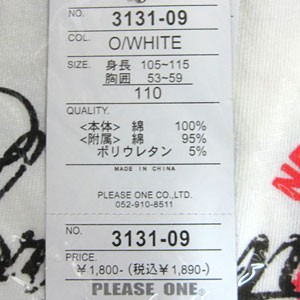 NO. 3131-09
COL. O/WHITE
SIZE. 身長 105~115
胸囲 53~59
110
QUALITY.
<本体> 綿 100%
<附属> 綿 95%
ポリウレタン 5%
MADE IN CHINA
PLEASE ONE CO.,LTD.
052-910-8511
NO. 3131-09
PRICE.
¥1,800- (税込¥1,890-)
PLEASE ONE.